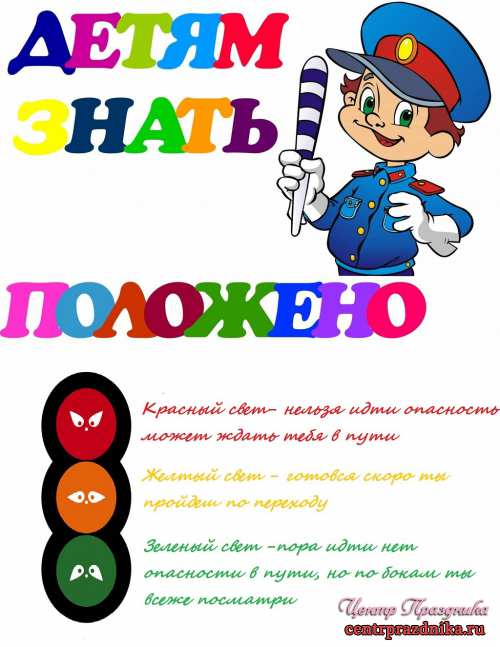 ДЕТЯМ
ЗНАТЬ
ПОЛОЖЕНО
Красный свет- нельзя идти опасность
может ждать тебя в пути
Желтый свет - готовся скоро ты
пройдеш по переходу
Зеленый свет -пора идти нет
опасности в пути, но по бокам ты
всеже посматри
Центр Праздника
centrprazdnika.ru